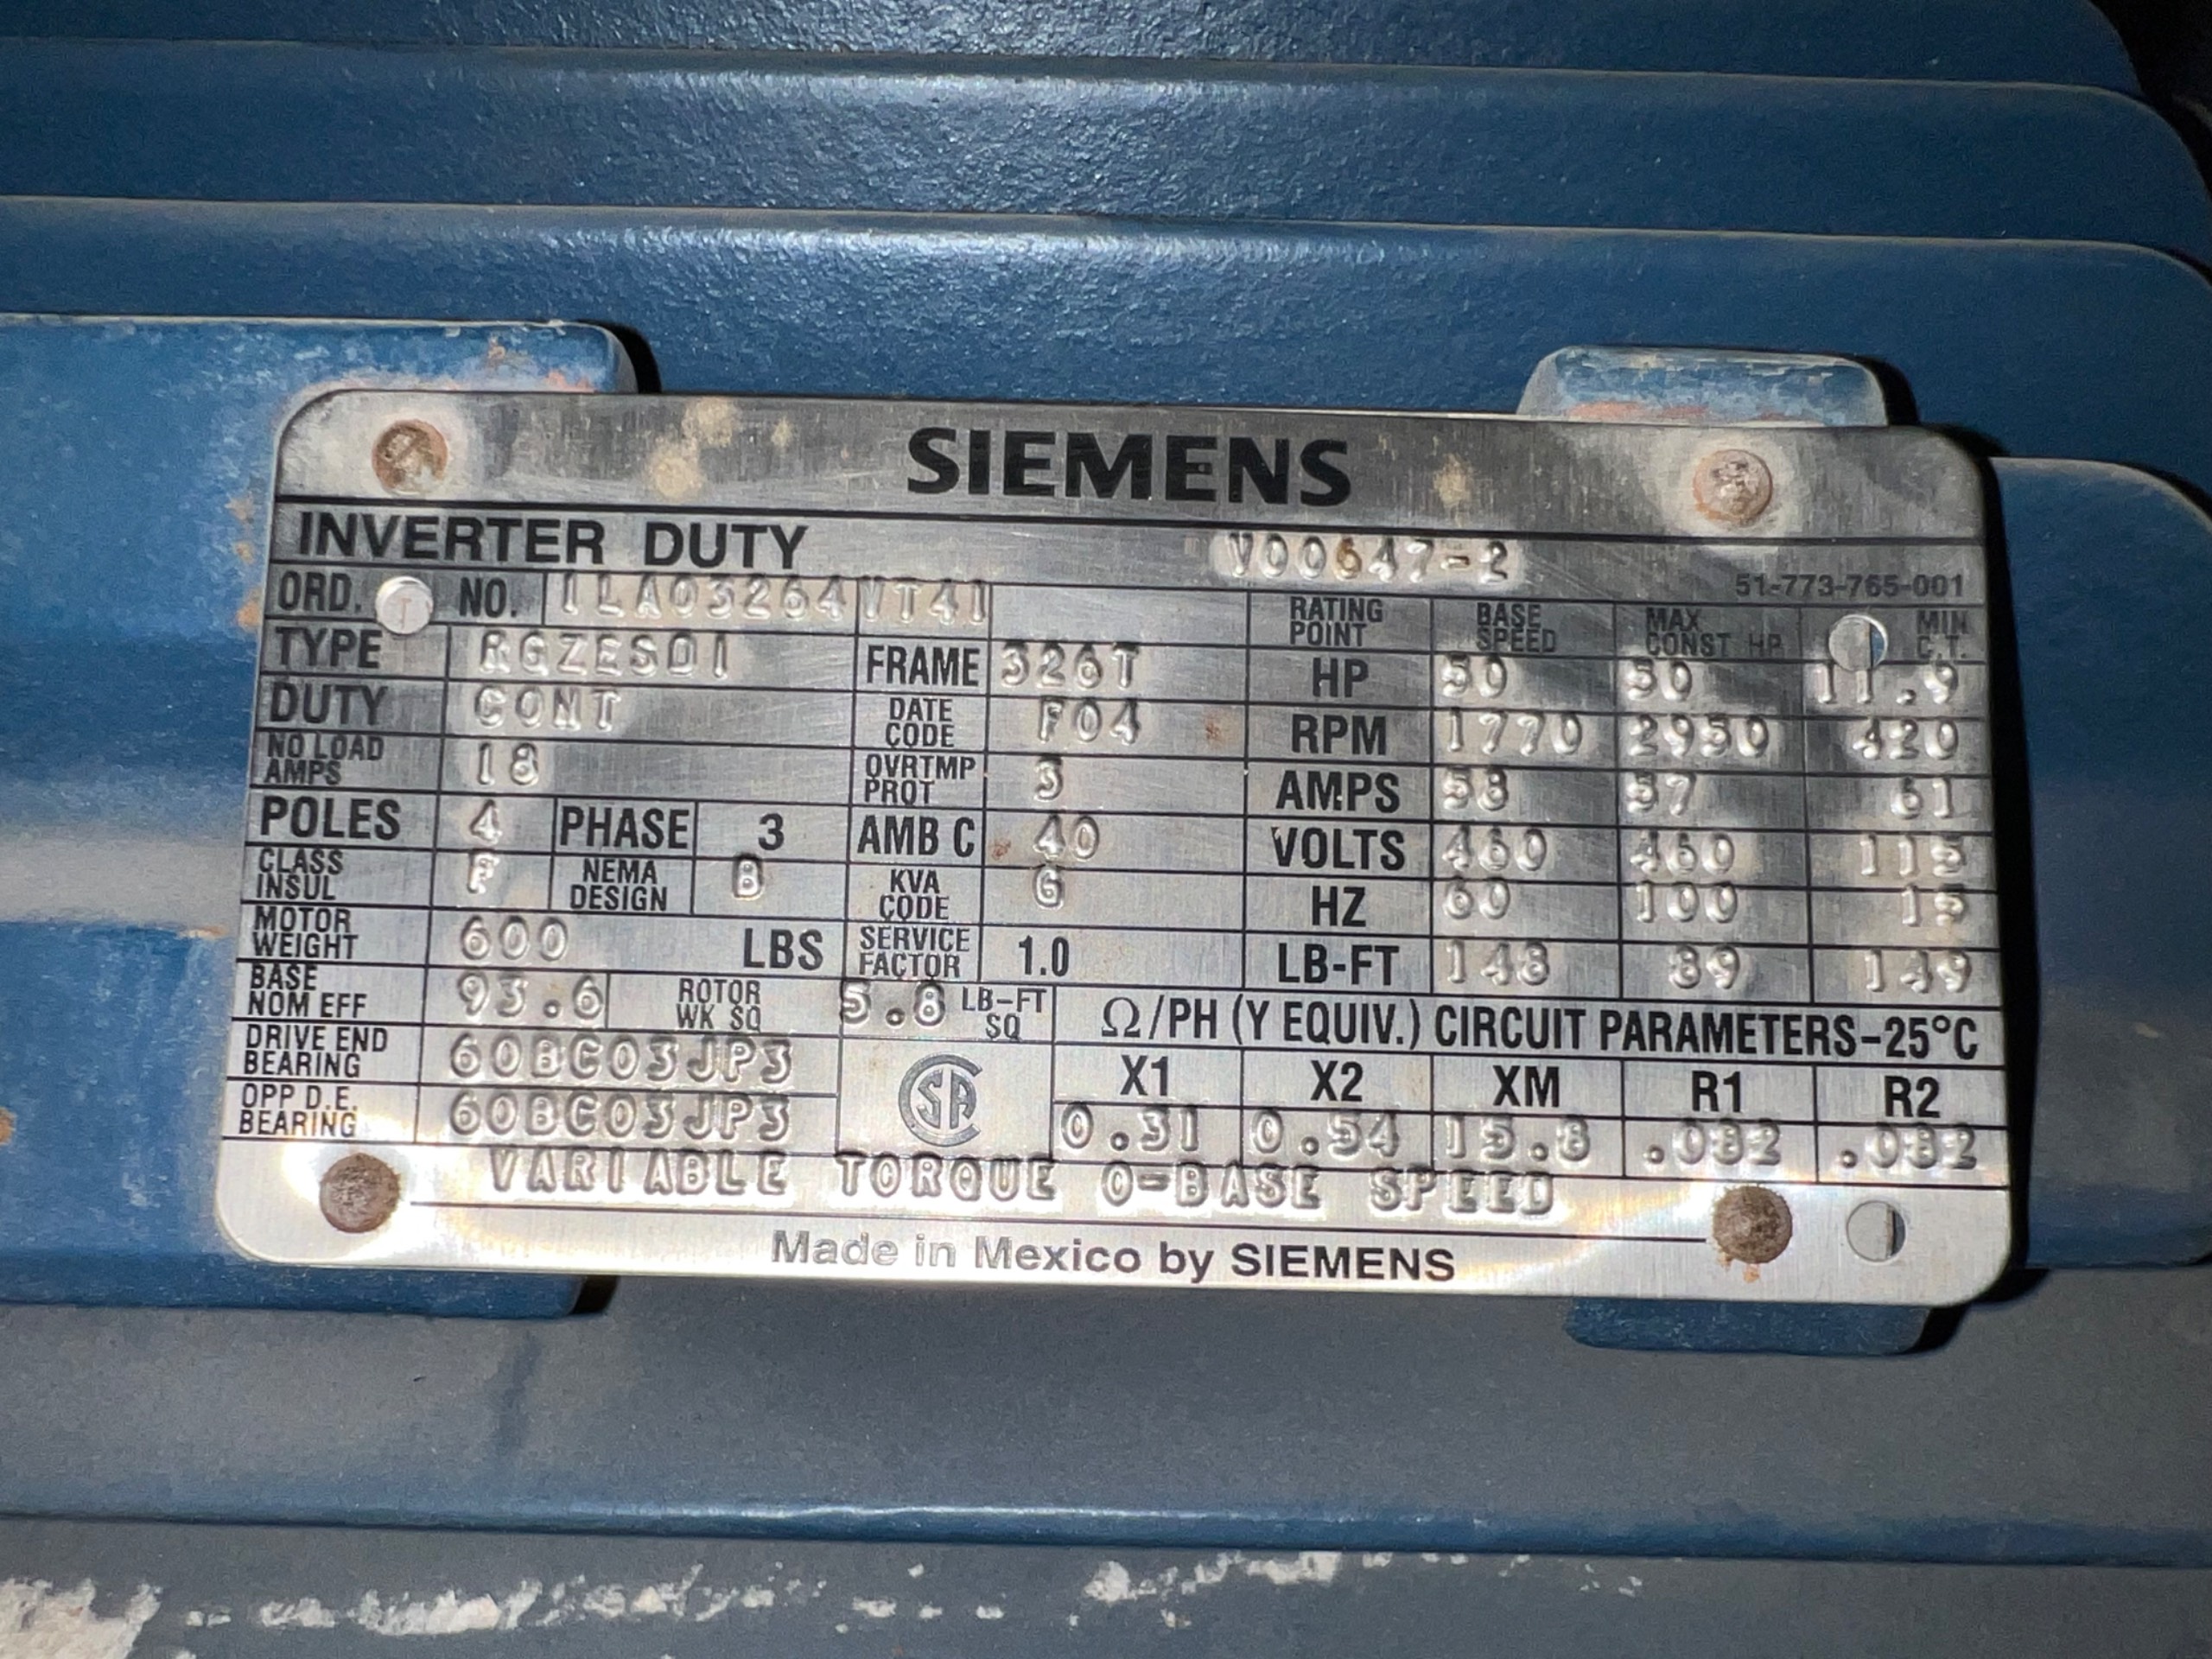 SIEMENS
INVERTER DUTY V00647-2
51-773-765-001
ORD. NO. 1LA03264VT41
RATING POINT BASE SPEED MAX CONST HP MIN C.T.
TYPE RGZESDI FRAME 326T HP 50 50 11.9
DUTY CONT DATE CODE F04 RPM 1770 2950 420
NO LOAD AMPS 18 OVRTMP PROT 3 AMPS 58 57 61
POLES 4 PHASE 3 AMB C 40 VOLTS 460 460 115
CLASS INSUL F NEMA DESIGN B KVA CODE G HZ 60 100 15
MOTOR WEIGHT 600 LBS SERVICE FACTOR 1.0 LB-FT 148 89 149
BASE NOM EFF 93.6 ROTOR WK SQ 5.8 LB-FT SQ Ω/PH (Y EQUIV.) CIRCUIT PARAMETERS-25°C
DRIVE END BEARING 60BC03JP3 X1 X2 XM R1 R2
OPP D.E. BEARING 60BC03JP3 SA 0.31 0.54 15.8 .082 .082
VARIABLE TORQUE 0-BASE SPEED
Made in Mexico by SIEMENS